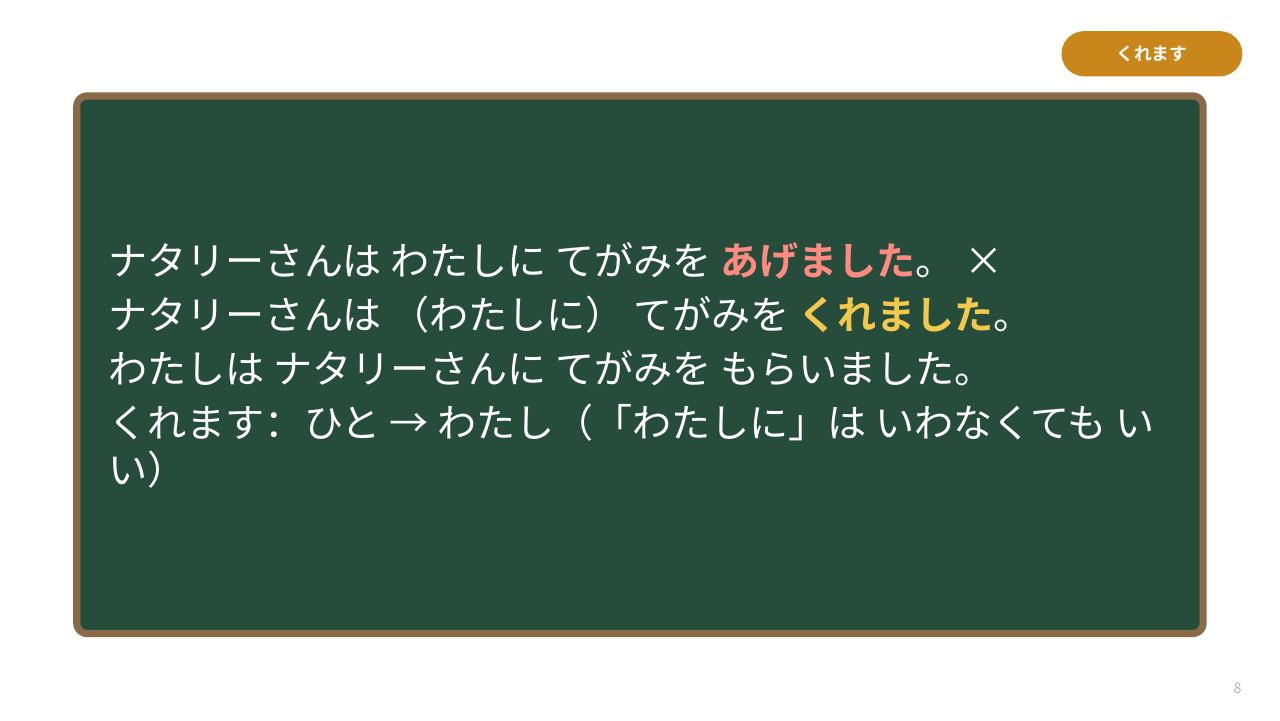 くれます
ナタリーさんは わたしに てがみを あげました。 ×
ナタリーさんは （わたしに） てがみを くれました。
わたしは ナタリーさんに てがみを もらいました。
くれます： ひと → わたし（「わたしに」は いわなくても い
い）
8